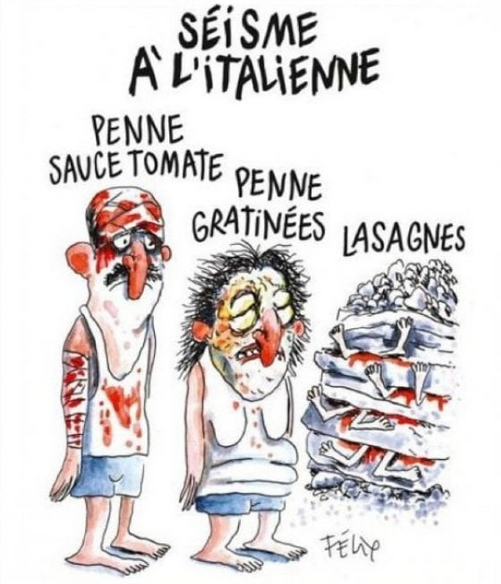 SÉISME
À L'ITALIENNE
PENNE
SAUCE TOMATE
PENNE
GRATINÉES
LASAGNES
FÉLIX